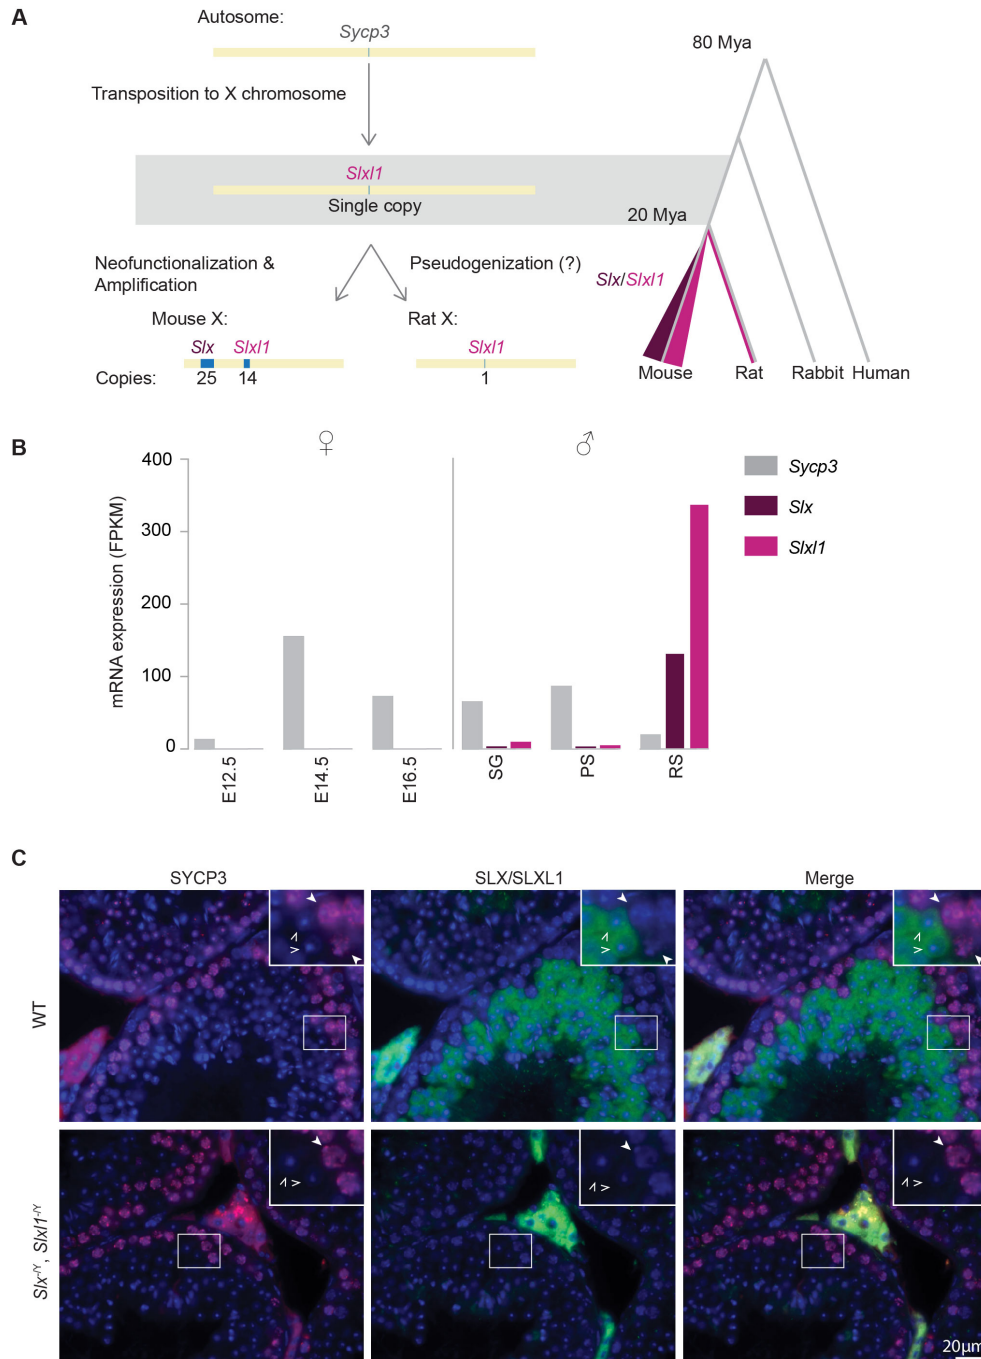 A
Autosome:
Sycp3
80 Mya
Transposition to X chromosome
Slxl1
Single copy
20 Mya
Neofunctionalization &
Amplification
Pseudogenization (?)
Slx/Slxl1
Mouse X:
Rat X:
Slx
Slxl1
Slxl1
Copies:
25
14
1
Mouse
Rat
Rabbit
Human
B
♀
♂
mRNA expression (FPKM)
400
300
200
100
0
E12.5
E14.5
E16.5
SG
PS
RS
Sycp3
Slx
Slxl1
C
SYCP3
SLX/SLXL1
Merge
WT
Slx-/Y, Slxl1-/Y
20μm